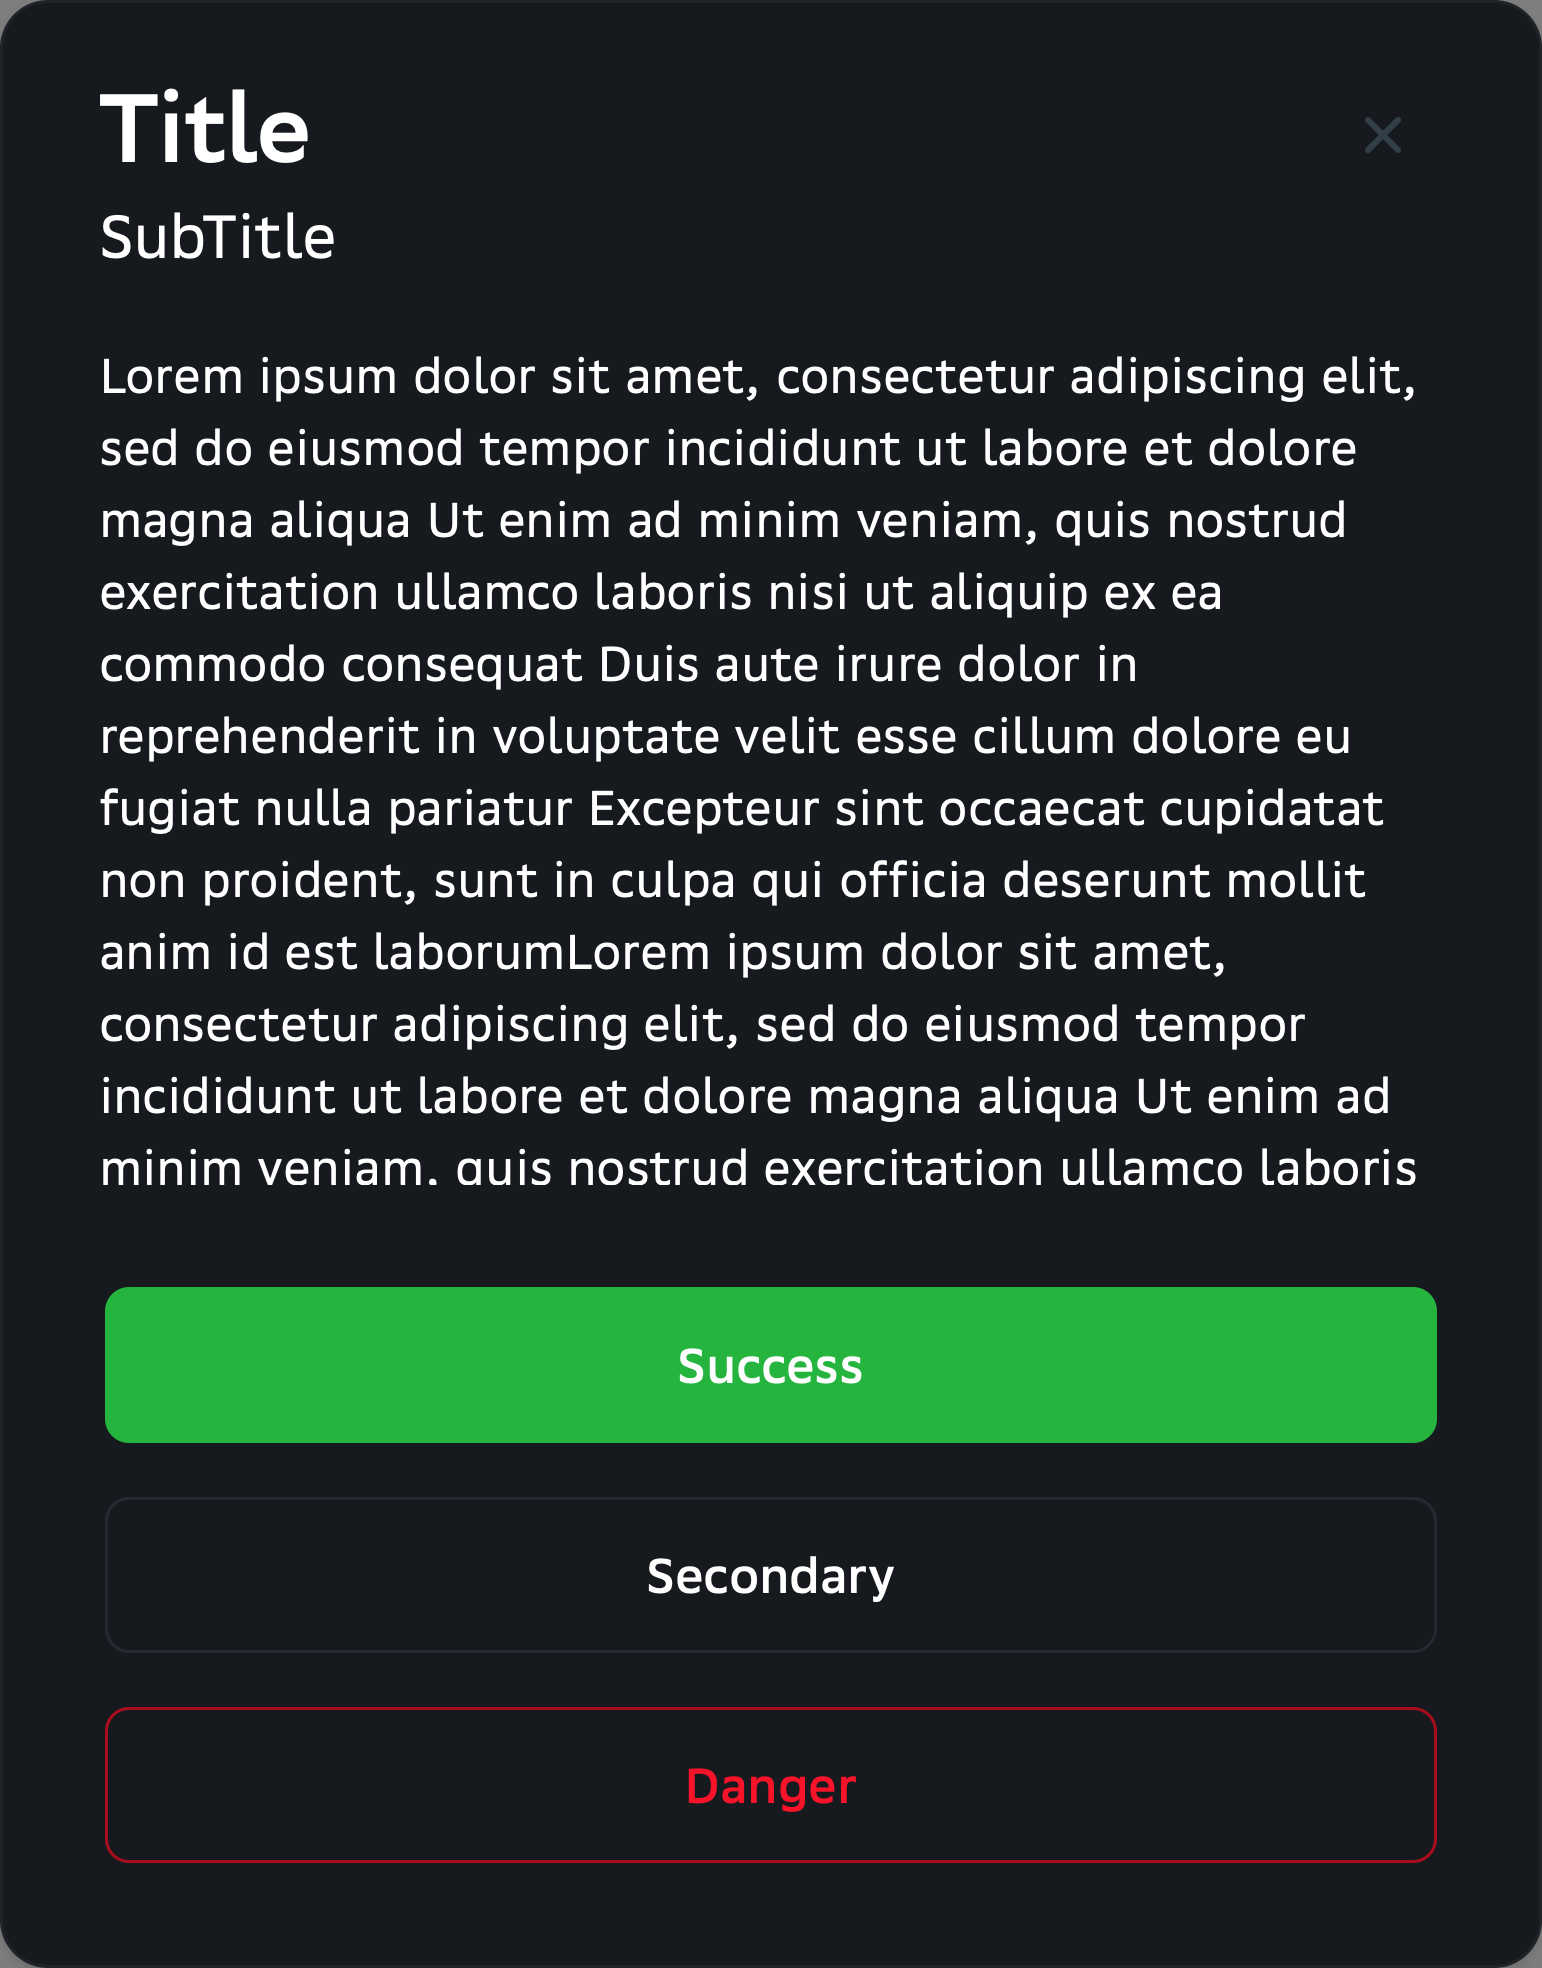 Title
SubTitle
Lorem ipsum dolor sit amet, consectetur adipiscing elit,
sed do eiusmod tempor incididunt ut labore et dolore
magna aliqua Ut enim ad minim veniam, quis nostrud
exercitation ullamco laboris nisi ut aliquip ex ea
commodo consequat Duis aute irure dolor in
reprehenderit in voluptate velit esse cillum dolore eu
fugiat nulla pariatur Excepteur sint occaecat cupidatat
non proident, sunt in culpa qui officia deserunt mollit
anim id est laborumLorem ipsum dolor sit amet,
consectetur adipiscing elit, sed do eiusmod tempor
incididunt ut labore et dolore magna aliqua Ut enim ad
minim veniam, quis nostrud exercitation ullamco laboris
Success
Secondary
Danger